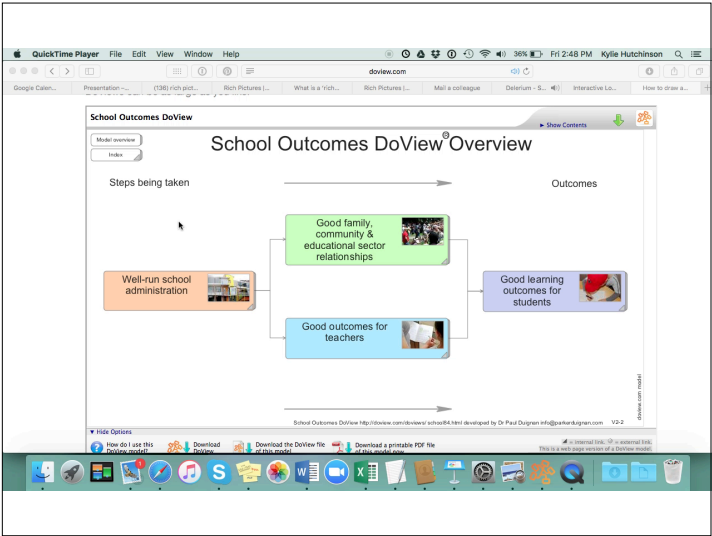 QuickTime Player File Edit View Window Help 36% Fri 2:48 PM Kylie Hutchinson
doview.com
Google Calen... Presentation -... (136) rich pict... Rich Pictures |... What is a 'rich... Rich Pictures |... Mail a colleague Delerium - S... Interactive Lo... How to draw a...
School Outcomes DoView
► Show Contents
Model overview
Index
School Outcomes DoView® Overview
Steps being taken
Outcomes
Good family,
community &
educational sector
relationships
Well-run school
administration
Good learning
outcomes for
students
Good outcomes for
teachers
doview.com model
School Outcomes DoView http://doview.com/doviews/ school84.html developed by Dr Paul Duignan info@parkerduignan.com V2-2
▼ Hide Options
How do I use this
DoView model?
Download
DoView
Download the DoView file
of this model
Download a printable PDF file
of this model now
= internal link. = external link.
This is a web page version of a DoView model.